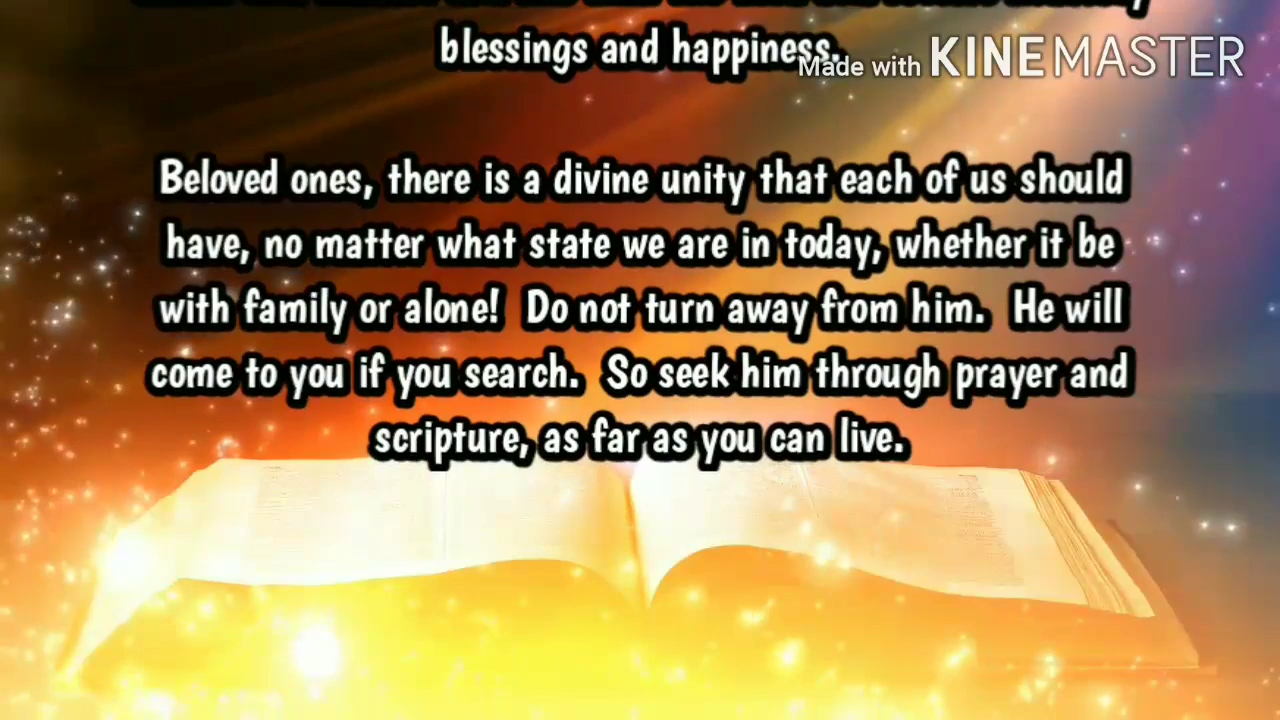 blessings and happiness.
Made with KINEMASTER
Beloved ones, there is a divine unity that each of us should
have, no matter what state we are in today, whether it be
with family or alone!  Do not turn away from him.  He will
come to you if you search.  So seek him through prayer and
scripture, as far as you can live.